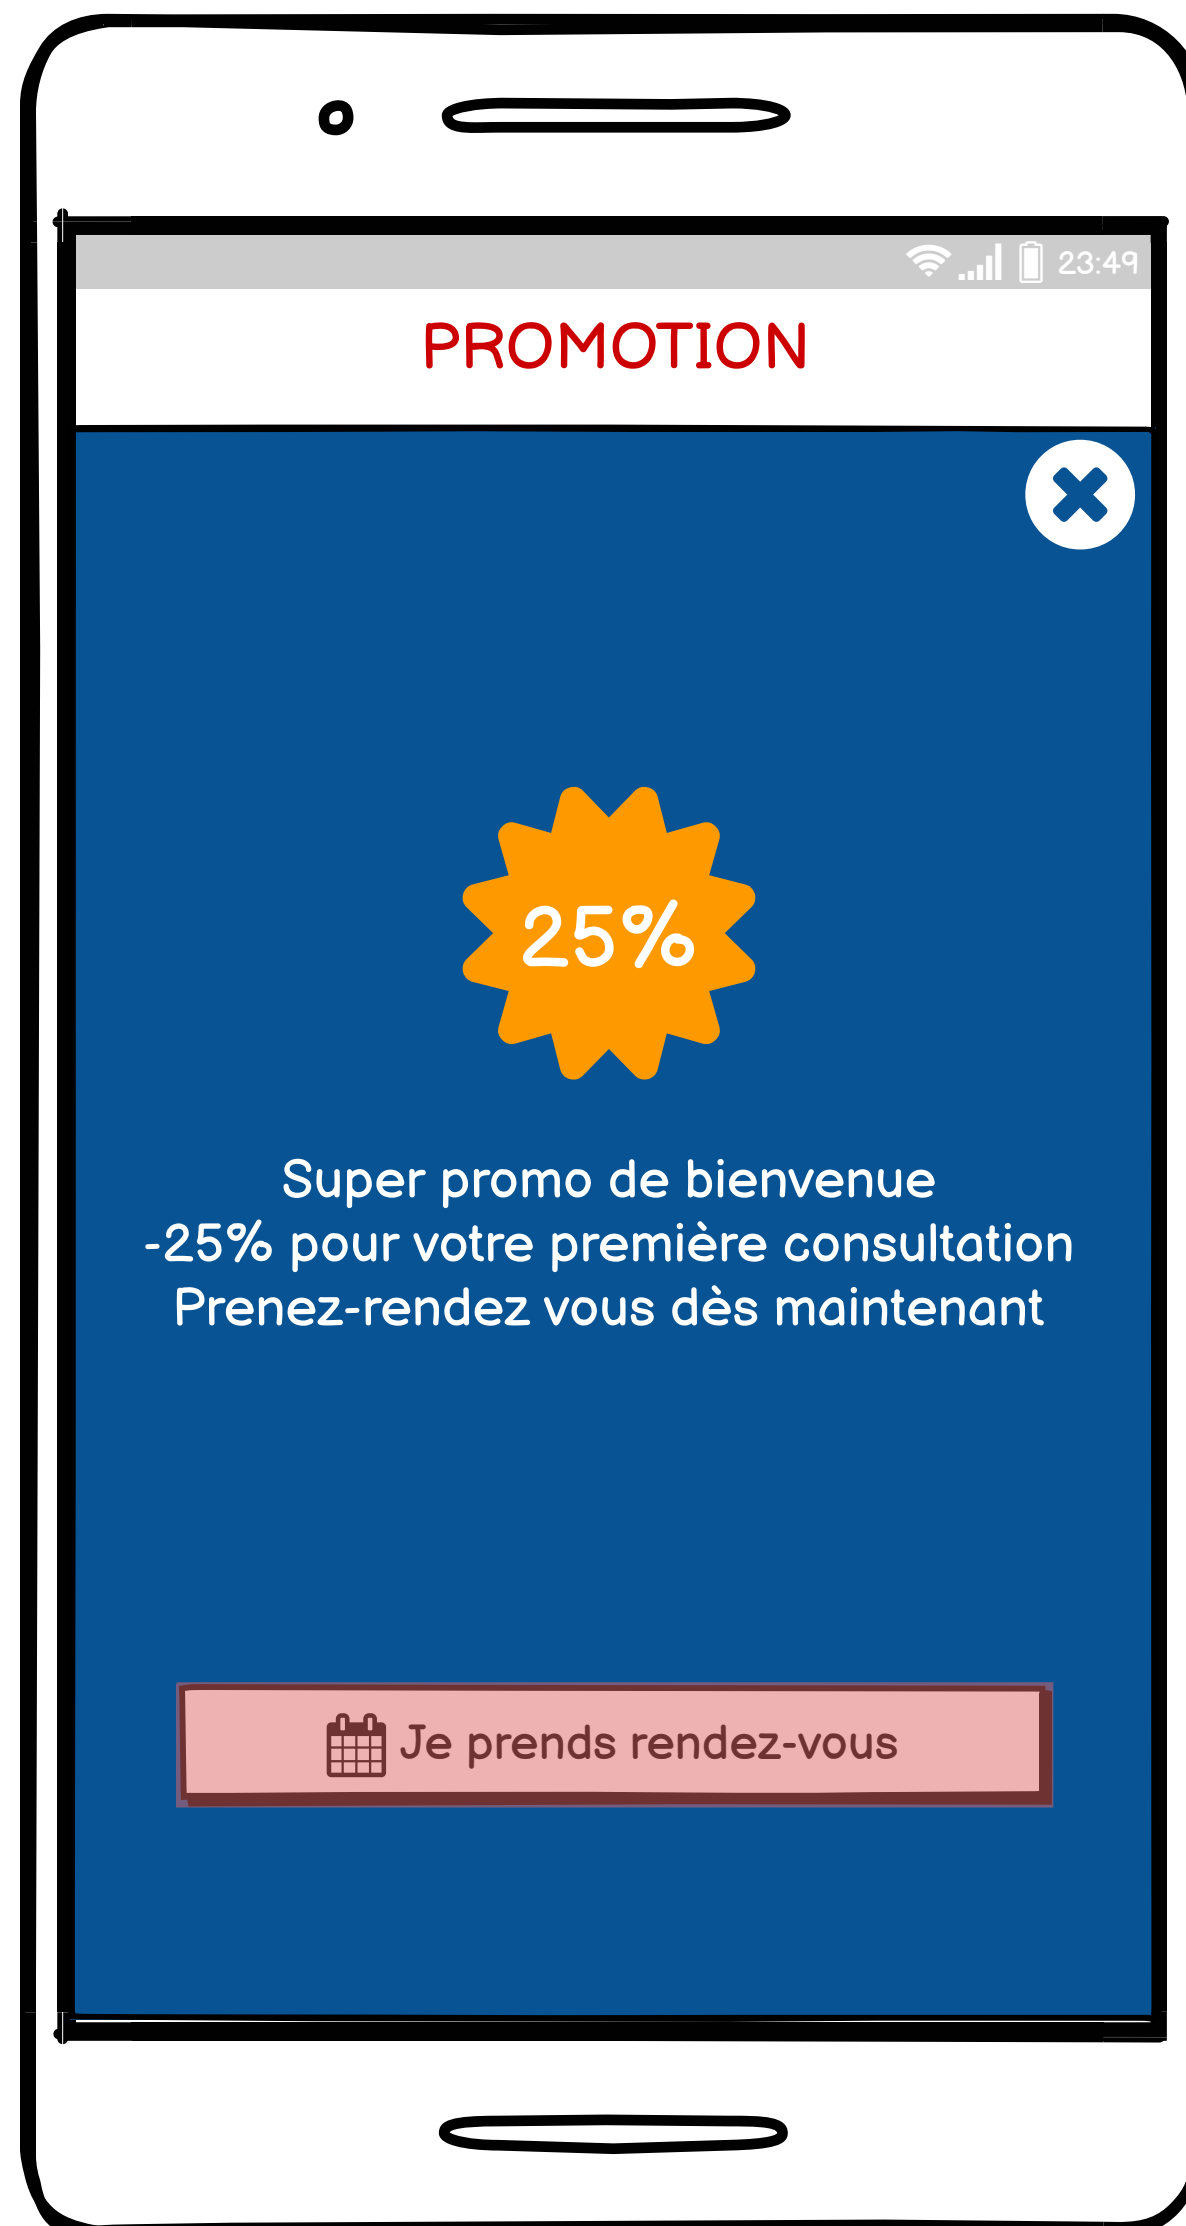 23:49
PROMOTION
25%
Super promo de bienvenue
-25% pour votre première consultation
Prenez-rendez vous dès maintenant
Je prends rendez-vous